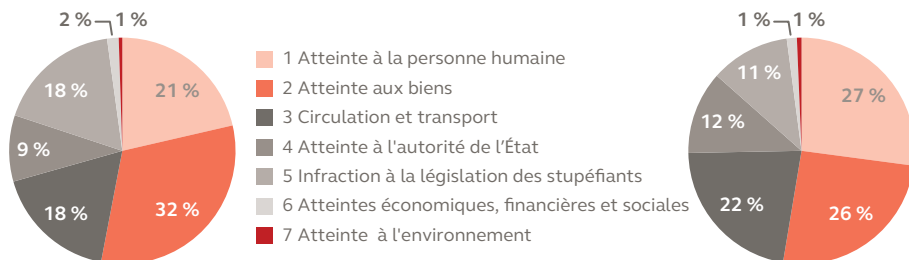 2 % 1 %
21 %
32 %
18 %
9 %
18 %
1 Atteinte à la personne humaine
2 Atteinte aux biens
3 Circulation et transport
4 Atteinte à l'autorité de l’État
5 Infraction à la législation des stupéfiants
6 Atteintes économiques, financières et sociales
7 Atteinte à l'environnement
1 % 1 %
27 %
26 %
22 %
12 %
11 %